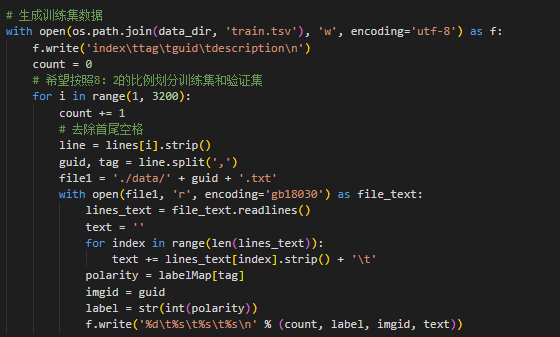 # 生成训练集数据
with open(os.path.join(data_dir, 'train.tsv'), 'w', encoding='utf-8') as f:
    f.write('index\ttag\tguid\tdescription\n')
    count = 0
    # 希望按照8：2的比例划分训练集和验证集
    for i in range(1, 3200):
        count += 1
        # 去除首尾空格
        line = lines[i].strip()
        guid, tag = line.split(',')
        file1 = './data/' + guid + '.txt'
        with open(file1, 'r', encoding='gb18030') as file_text:
            lines_text = file_text.readlines()
            text = ''
            for index in range(len(lines_text)):
                text += lines_text[index].strip() + '\t'
            polarity = labelMap[tag]
            imgid = guid
            label = str(int(polarity))
            f.write('%d\t%s\t%s\t%s\n' % (count, label, imgid, text))